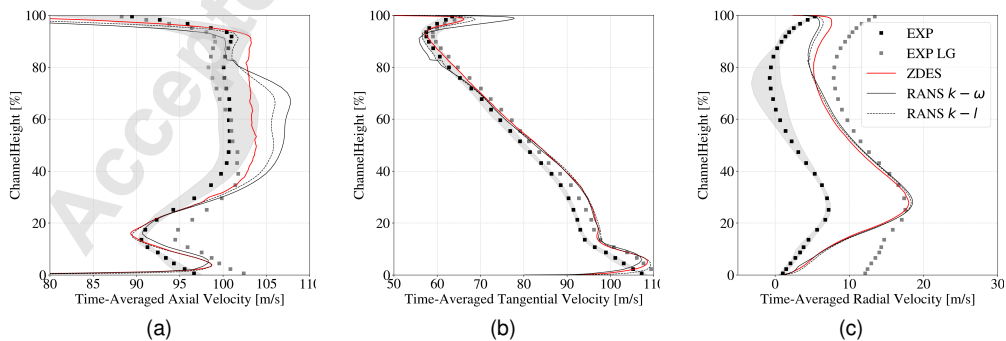 100
80
60
40
20
0
ChannelHeight [%]
80
85
90
95
100
105
110
Time-Averaged Axial Velocity [m/s]
(a)
Accepte
100
80
60
40
20
0
ChannelHeight [%]
50
60
70
80
90
100
110
Time-Averaged Tangential Velocity [m/s]
(b)
100
80
60
40
20
0
ChannelHeight [%]
0
10
20
30
Time-Averaged Radial Velocity [m/s]
(c)
EXP
EXP LG
ZDES
RANS k − ω
RANS k − l